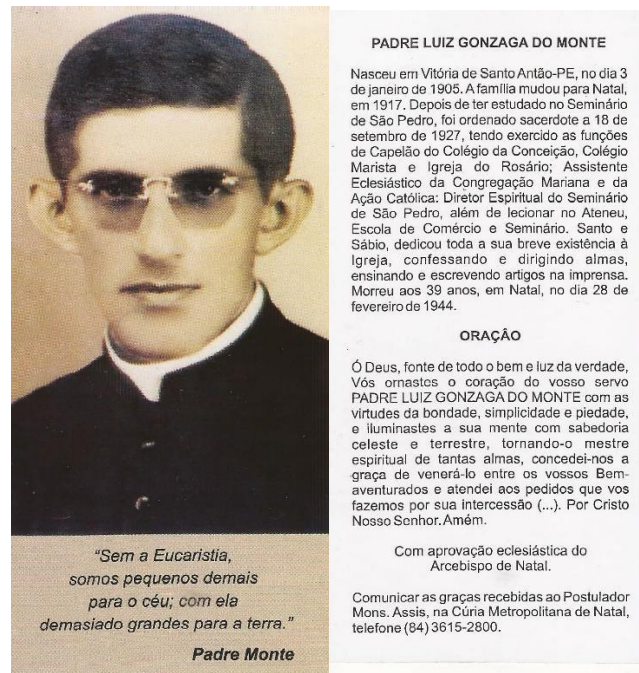 “Sem a Eucaristia,
somos pequenos demais
para o céu; com ela
demasiado grandes para a terra.”
Padre Monte
PADRE LUIZ GONZAGA DO MONTE
Nasceu em Vitória de Santo Antão-PE, no dia 3
de janeiro de 1905. A família mudou para Natal,
em 1917. Depois de ter estudado no Seminário
de São Pedro, foi ordenado sacerdote a 18 de
setembro de 1927, tendo exercido as funções
de Capelão do Colégio da Conceição, Colégio
Marista e Igreja do Rosário; Assistente
Eclesiástico da Congregação Mariana e da
Ação Católica: Diretor Espiritual do Seminário
de São Pedro, além de lecionar no Ateneu,
Escola de Comércio e Seminário. Santo e
Sábio, dedicou toda a sua breve existência à
Igreja, confessando e dirigindo almas,
ensinando e escrevendo artigos na imprensa.
Morreu aos 39 anos, em Natal, no dia 28 de
fevereiro de 1944.
ORAÇÂO
Ó Deus, fonte de todo o bem e luz da verdade,
Vós ornastes o coração do vosso servo
PADRE LUIZ GONZAGA DO MONTE com as
virtudes da bondade, simplicidade e piedade,
e iluminastes a sua mente com sabedoria
celeste e terrestre, tornando-o mestre
espiritual de tantas almas, concedei-nos a
graça de venerá-lo entre os vossos Bem-
aventurados e atendei aos pedidos que vos
fazemos por sua intercessão (...). Por Cristo
Nosso Senhor. Amém.
Com aprovação eclesiástica do
Arcebispo de Natal.
Comunicar as graças recebidas ao Postulador
Mons. Assis, na Cúria Metropolitana de Natal,
telefone (84) 3615-2800.